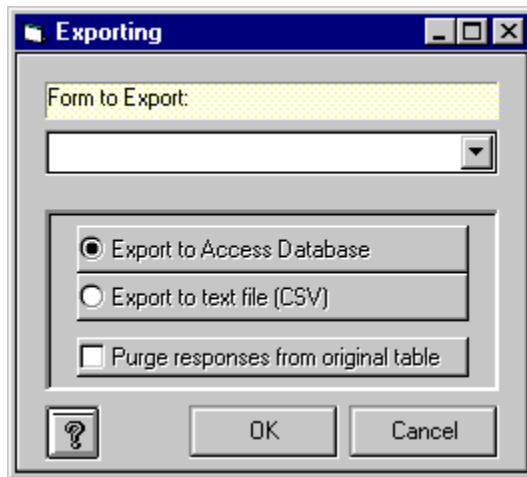 Exporting
Form to Export:
Export to Access Database
Export to text file (CSV)
Purge responses from original table
?
OK
Cancel